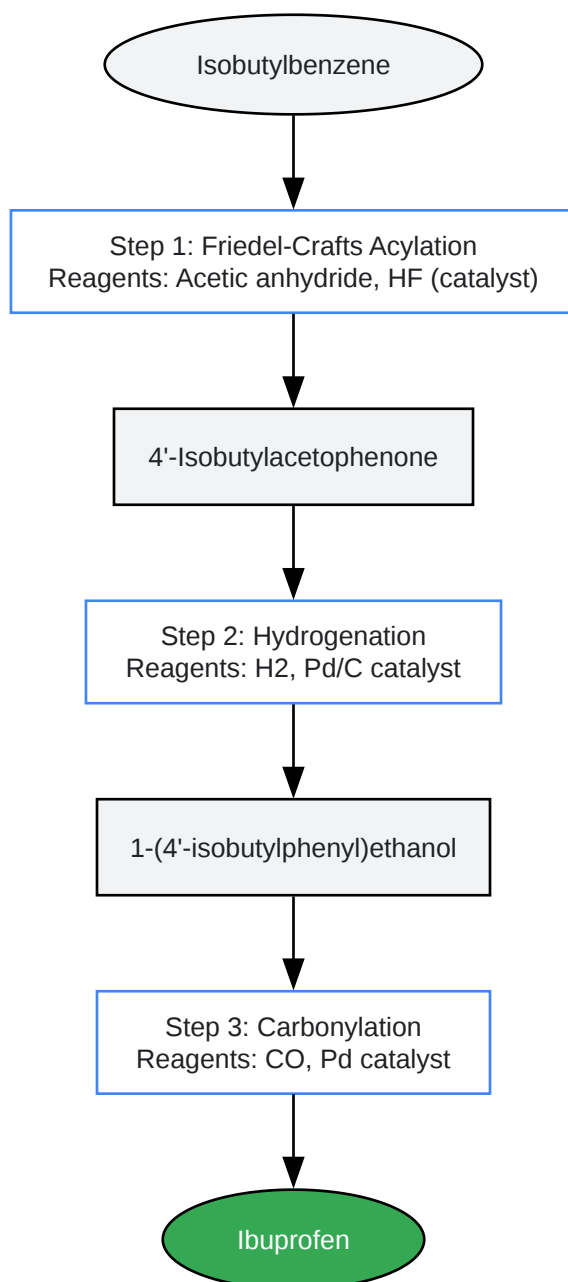 Isobutylbenzene
Step 1: Friedel-Crafts Acylation
Reagents: Acetic anhydride, HF (catalyst)
4'-Isobutylacetophenone
Step 2: Hydrogenation
Reagents: H2, Pd/C catalyst
1-(4'-isobutylphenyl)ethanol
Step 3: Carbonylation
Reagents: CO, Pd catalyst
Ibuprofen